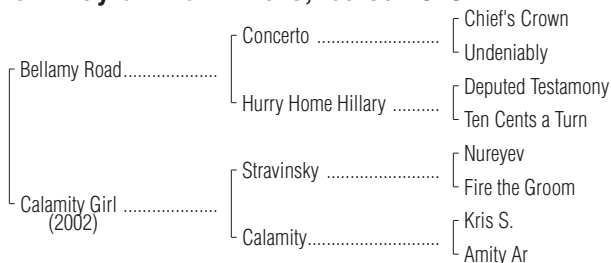 Concerto
Chief's Crown
Undeniably
Bellamy Road
Hurry Home Hillary
Deputed Testamony
Ten Cents a Turn
Stravinsky
Nureyev
Fire the Groom
Calamity Girl
(2002)
Calamity
Kris S.
Amity Ar